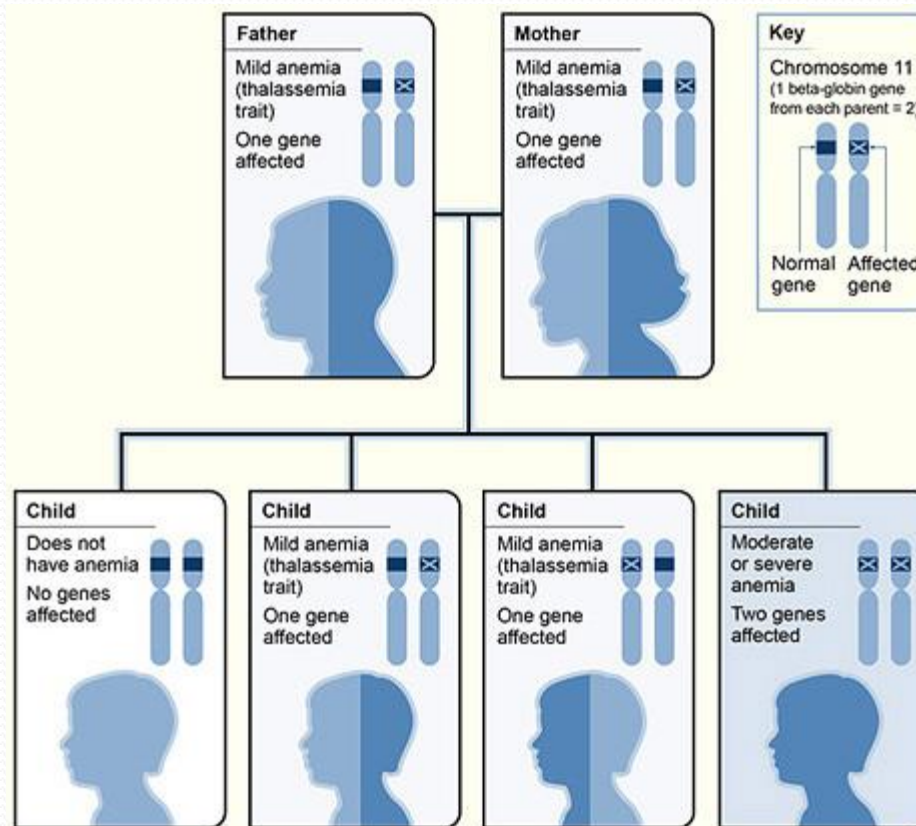 Father
Mild anemia
(thalassemia
trait)
One gene
affected
Mother
Mild anemia
(thalassemia
trait)
One gene
affected
Key
Chromosome 11
(1 beta-globin gene
from each parent = 2)
Normal
gene
Affected
gene
Child
Does not
have anemia
No genes
affected
Child
Mild anemia
(thalassemia
trait)
One gene
affected
Child
Mild anemia
(thalassemia
trait)
One gene
affected
Child
Moderate
or severe
anemia
Two genes
affected